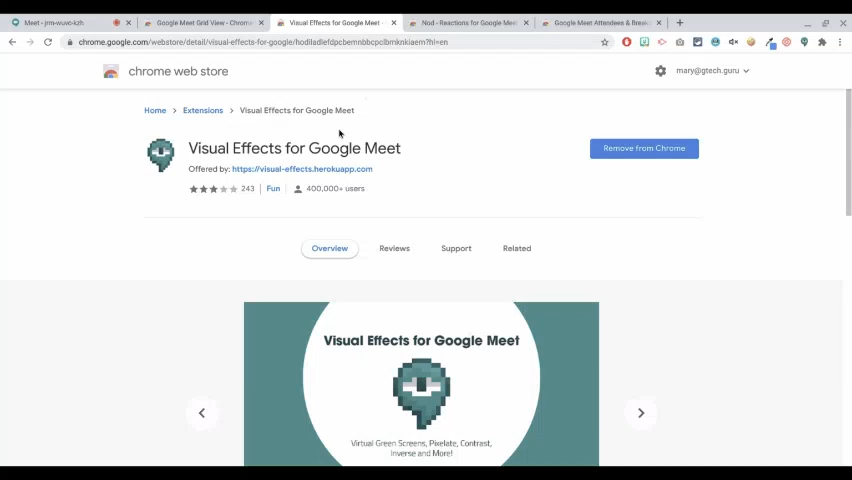 Meet - jrm-wuvc-kzh
Google Meet Grid View - Chrome
Visual Effects for Google Meet -
Nod - Reactions for Google Meet
Google Meet Attendees & Break
chrome.google.com/webstore/detail/visual-effects-for-google/hodiladlefdpcbemnbbcpclbmknkiaem?hl=en
chrome web store
mary@gtech.guru
Home > Extensions > Visual Effects for Google Meet
Visual Effects for Google Meet
Remove from Chrome
Offered by: https://visual-effects.herokuapp.com
243 Fun 400,000+ users
Overview Reviews Support Related
Visual Effects for Google Meet
Virtual Green Screens, Pixelate, Contrast,
Inverse and More!